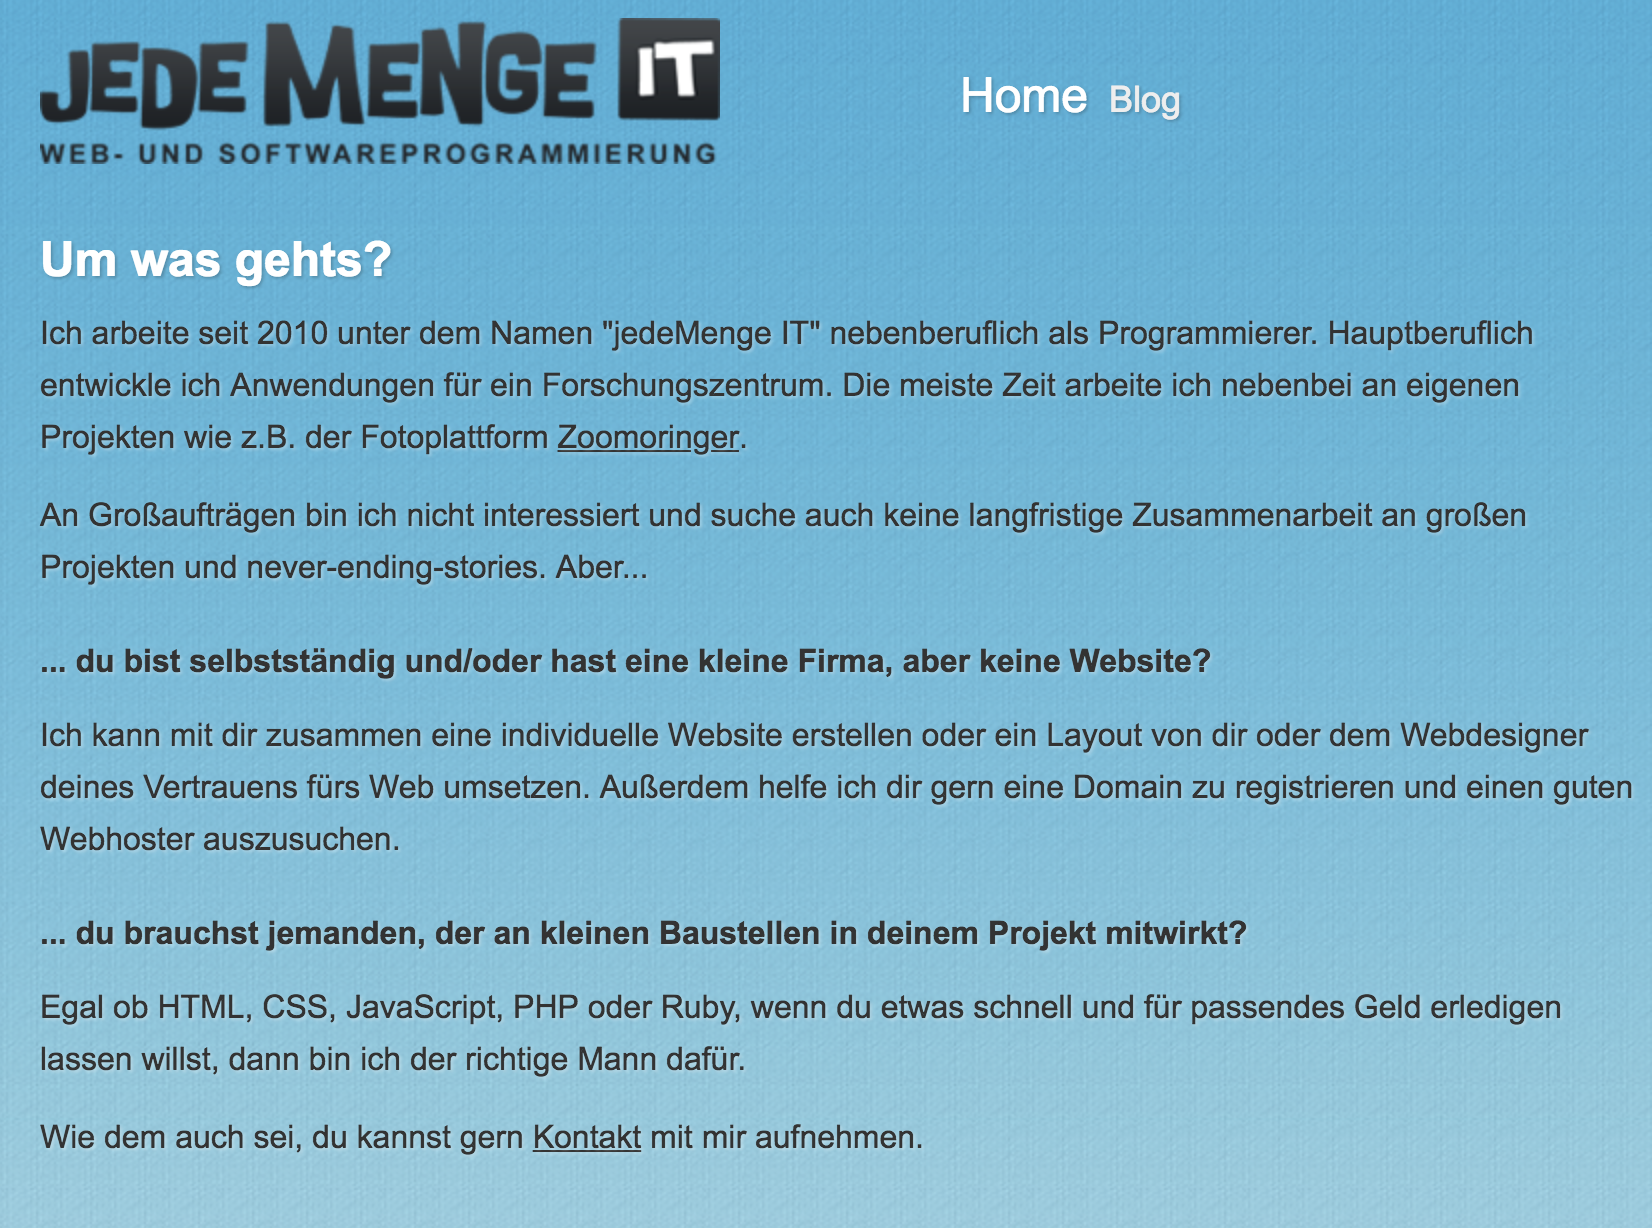 JEDE MENGE IT
WEB- UND SOFTWAREPROGRAMMIERUNG
Home Blog
Um was gehts?
Ich arbeite seit 2010 unter dem Namen "jedeMenge IT" nebenberuflich als Programmierer. Hauptberuflich
entwickle ich Anwendungen für ein Forschungszentrum. Die meiste Zeit arbeite ich nebenbei an eigenen
Projekten wie z.B. der Fotoplattform Zoomoringer.
An Großaufträgen bin ich nicht interessiert und suche auch keine langfristige Zusammenarbeit an großen
Projekten und never-ending-stories. Aber...
... du bist selbstständig und/oder hast eine kleine Firma, aber keine Website?
Ich kann mit dir zusammen eine individuelle Website erstellen oder ein Layout von dir oder dem Webdesigner
deines Vertrauens fürs Web umsetzen. Außerdem helfe ich dir gern eine Domain zu registrieren und einen guten
Webhoster auszusuchen.
... du brauchst jemanden, der an kleinen Baustellen in deinem Projekt mitwirkt?
Egal ob HTML, CSS, JavaScript, PHP oder Ruby, wenn du etwas schnell und für passendes Geld erledigen
lassen willst, dann bin ich der richtige Mann dafür.
Wie dem auch sei, du kannst gern Kontakt mit mir aufnehmen.